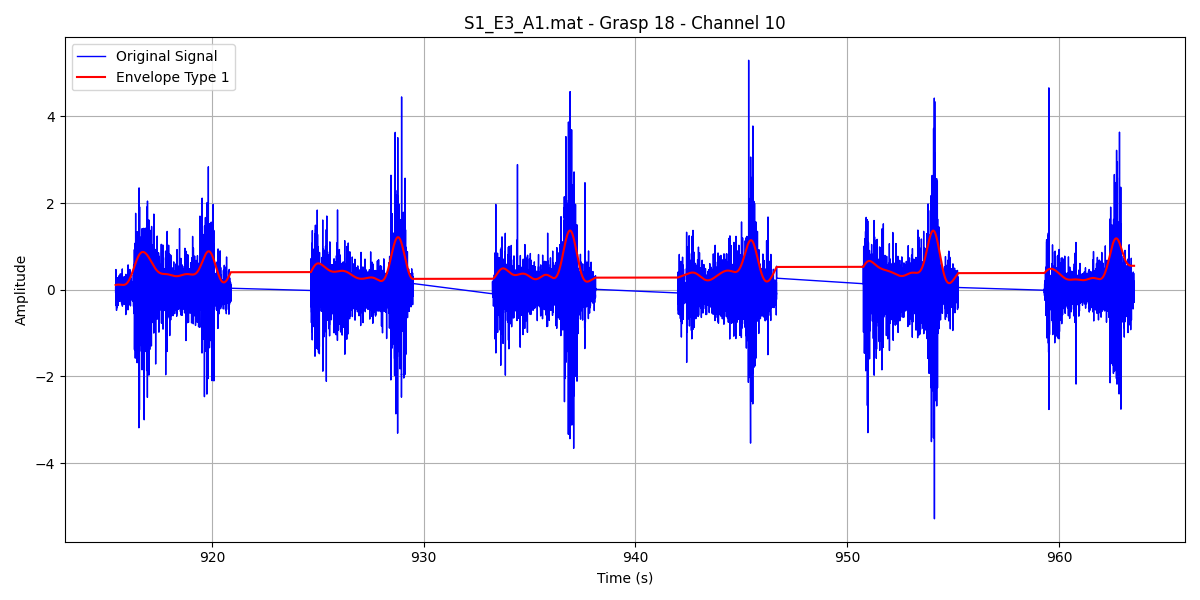 S1_E3_A1.mat - Grasp 18 - Channel 10
Original Signal
Envelope Type 1
Amplitude
4
2
0
−2
−4
920
930
940
950
960
Time (s)